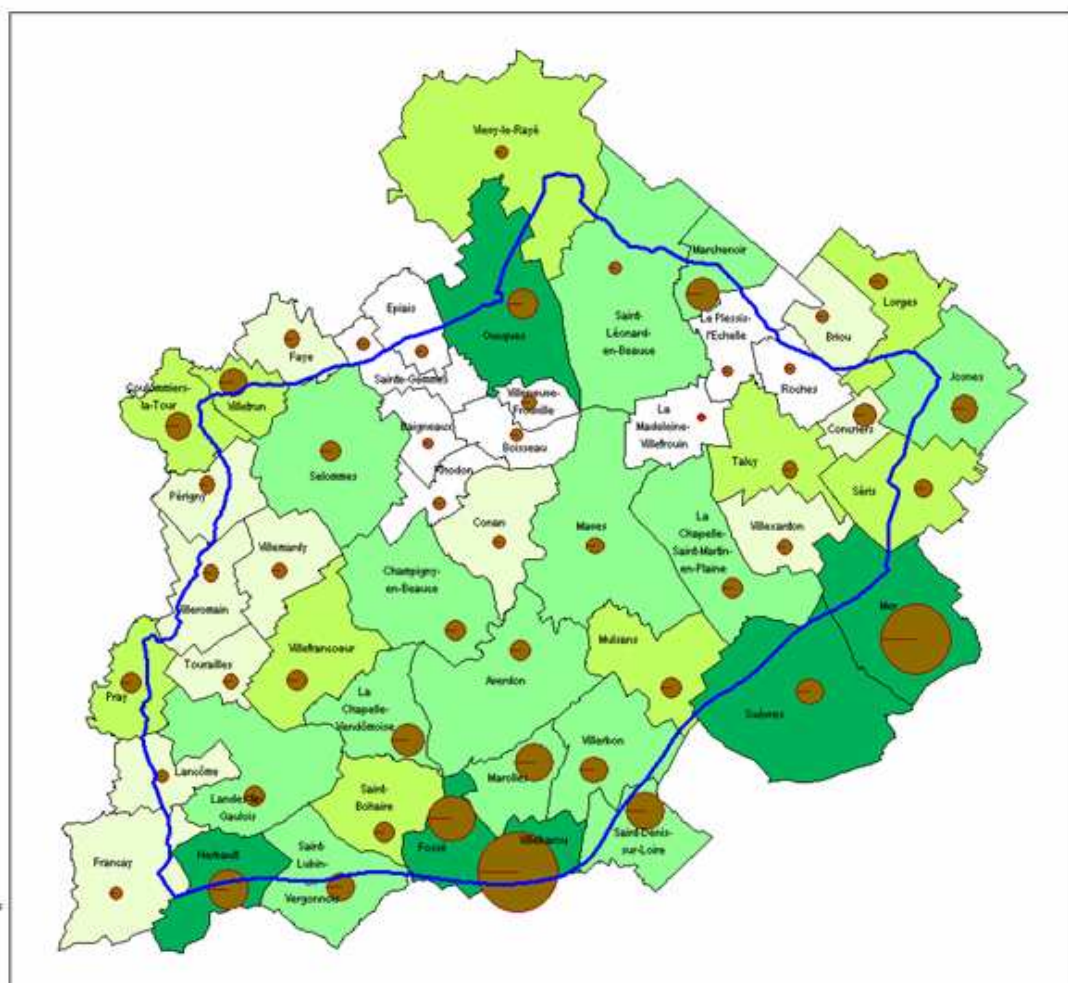 Vievy-le-Rayé
Marchenoir
Lorges
Epiais
Oucques
Saint-
Léonard-
en-Beauce
Le Plessis-
l'Echelle
Briou
Faye
Josnes
Coulommiers-
la-Tour
Villetrun
Sainte-Gemmes
Roches
Villeneuve-
Frouville
La
Madeleine-
Villefrouin
Conoriers
Baigneaux
Boisseau
Talcy
Selommes
Rhodon
Périgny
Séris
Conan
Maves
La
Chapelle-
Saint-Martin-
en-Plaine
Villexanton
Villemardy
Champigny-
en-Beauce
Villeromain
Mer
Mulsans
Villefrancoeur
Tourailles
Averdon
Pray
La
Chapelle-
Vendômoise
Suèvres
Villerbon
Lancôme
Marolles
Landes-le-
Gaulois
Saint-
Bohaire
Villebarou
Saint-Denis-
sur-Loire
Fossé
Herbault
Saint-
Lubin-
Vergonnois
Françay